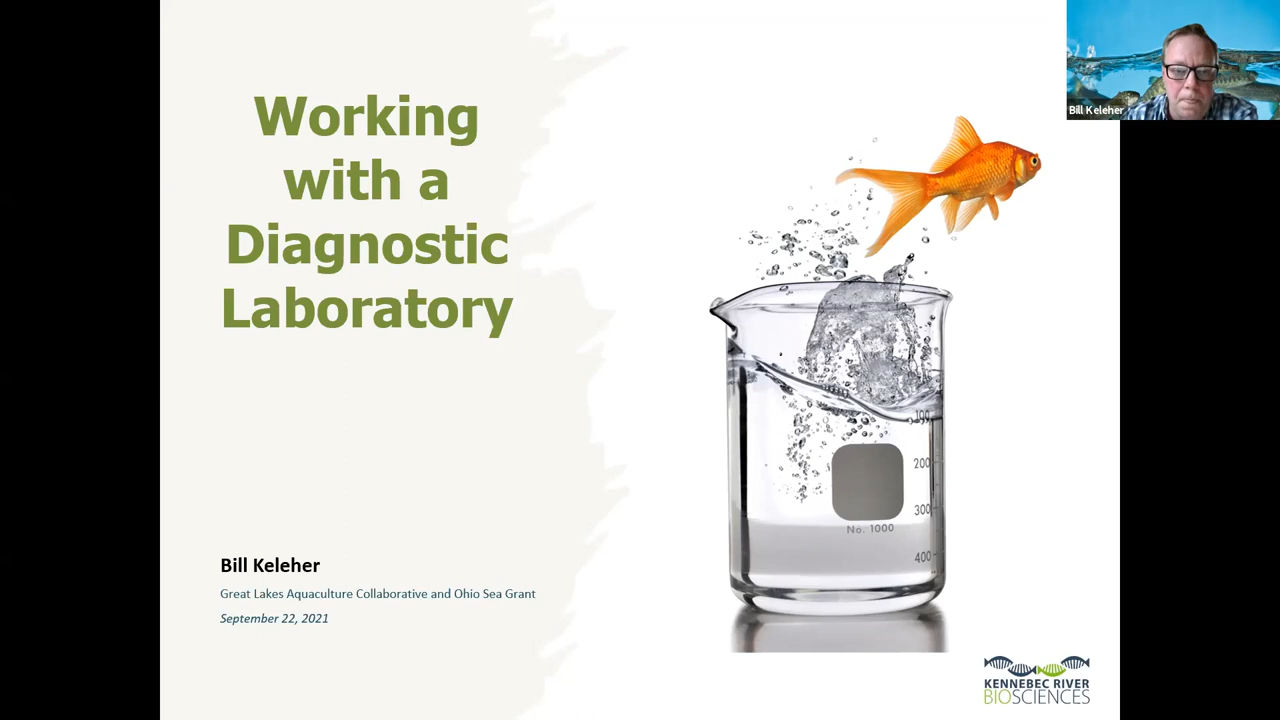 Working
with a
Diagnostic
Laboratory
Bill Keleher
Great Lakes Aquaculture Collaborative and Ohio Sea Grant
September 22, 2021
Bill Keleher
100
200
300
400
No. 1000
KENNEBEC RIVER
BIOSCIENCES